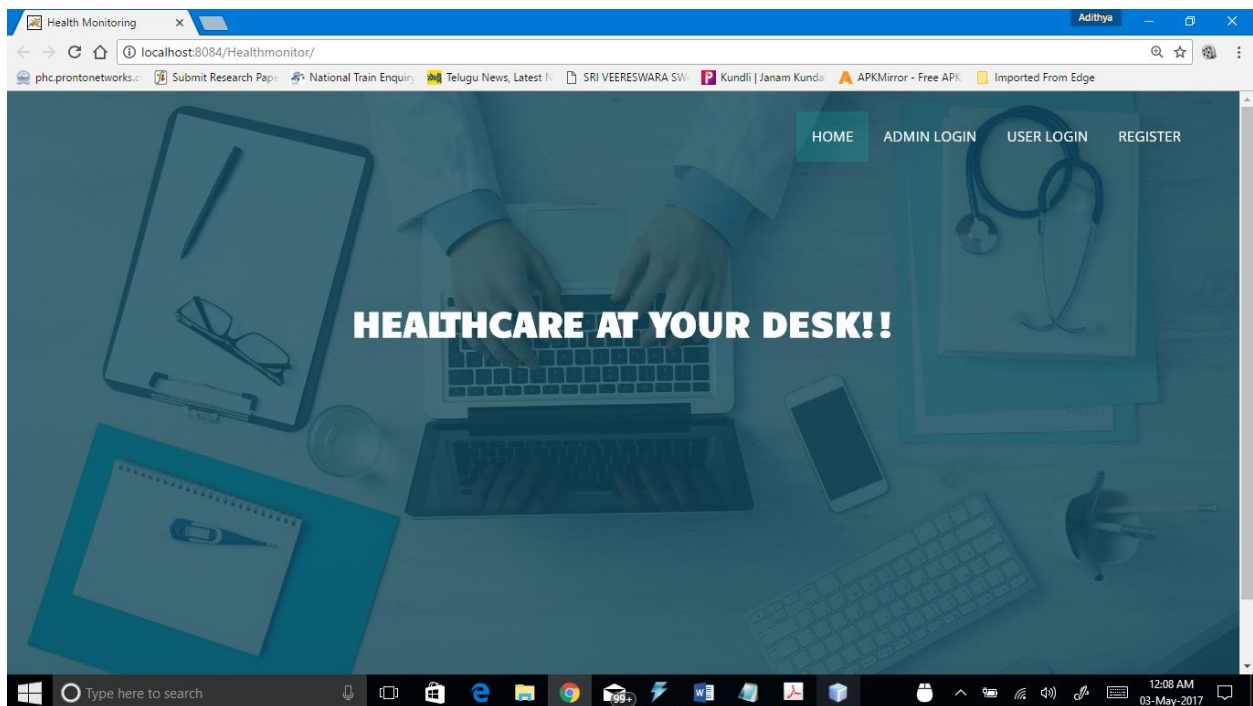 Health Monitoring
Adithya
localhost:8084/Healthmonitor/
phc.prontonetworks.c
Submit Research Pape
National Train Enquiry
Telugu News, Latest N
SRI VEERESWARA SW
Kundli | Janam Kunda
APKMirror - Free APK
Imported From Edge
HOME
ADMIN LOGIN
USER LOGIN
REGISTER
HEALTHCARE AT YOUR DESK!!
Type here to search
99+
12:08 AM
03-May-2017